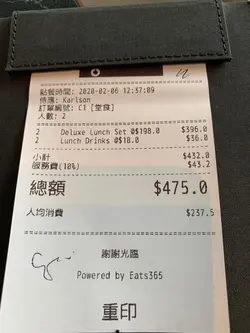 點餐時間: 2020-02-06 12:37:09
侍應: Karlson
訂單編號: C1 [堂食]
人數: 2
2 Deluxe Lunch Set @$198.0 $396.0
2 Lunch Drinks @18.0 $36.0
小計 $432.0
服務費(10%) $43.2
總額 $475.0
人均消費 $237.5
謝謝光臨
Powered by Eats365
重印